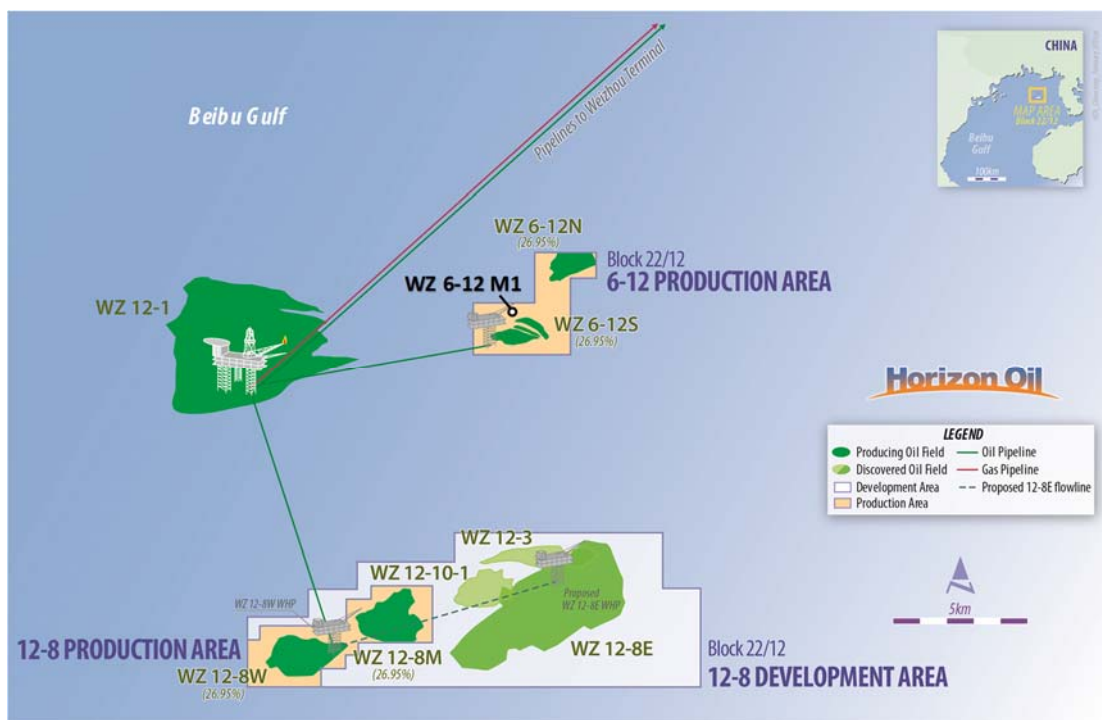 Beibu Gulf
Pipelines to Weizhou Terminal
CHINA
MAP AREA
Block 22/12
Beibu
Gulf
100km
WZ 6-12N
(26.95%)
Block 22/12
6-12 PRODUCTION AREA
WZ 6-12 M1
WZ 12-1
WZ 6-12S
(26.95%)
Horizon Oil
LEGEND
Producing Oil Field
Oil Pipeline
Discovered Oil Field
Gas Pipeline
Development Area
Proposed 12-8E flowline
Production Area
WZ 12-3
WZ 12-10-1
WZ 12-8W WHP
Proposed
WZ 12-8E WHP
5km
12-8 PRODUCTION AREA
WZ 12-8E
WZ 12-8M
(26.95%)
WZ 12-8W
(26.95%)
Block 22/12
12-8 DEVELOPMENT AREA